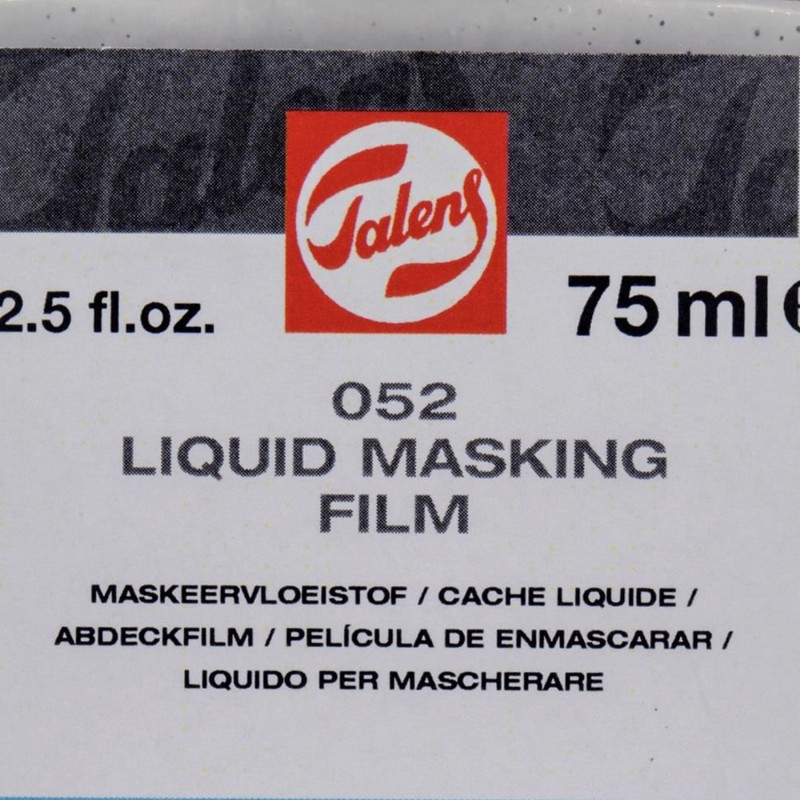 Talens
2.5 fl.oz.
75 ml
052
LIQUID MASKING
FILM
MASKEERVLOEISTOF / CACHE LIQUIDE /
ABDECKFILM / PELÍCULA DE ENMASCARAR /
LIQUIDO PER MASCHERARE